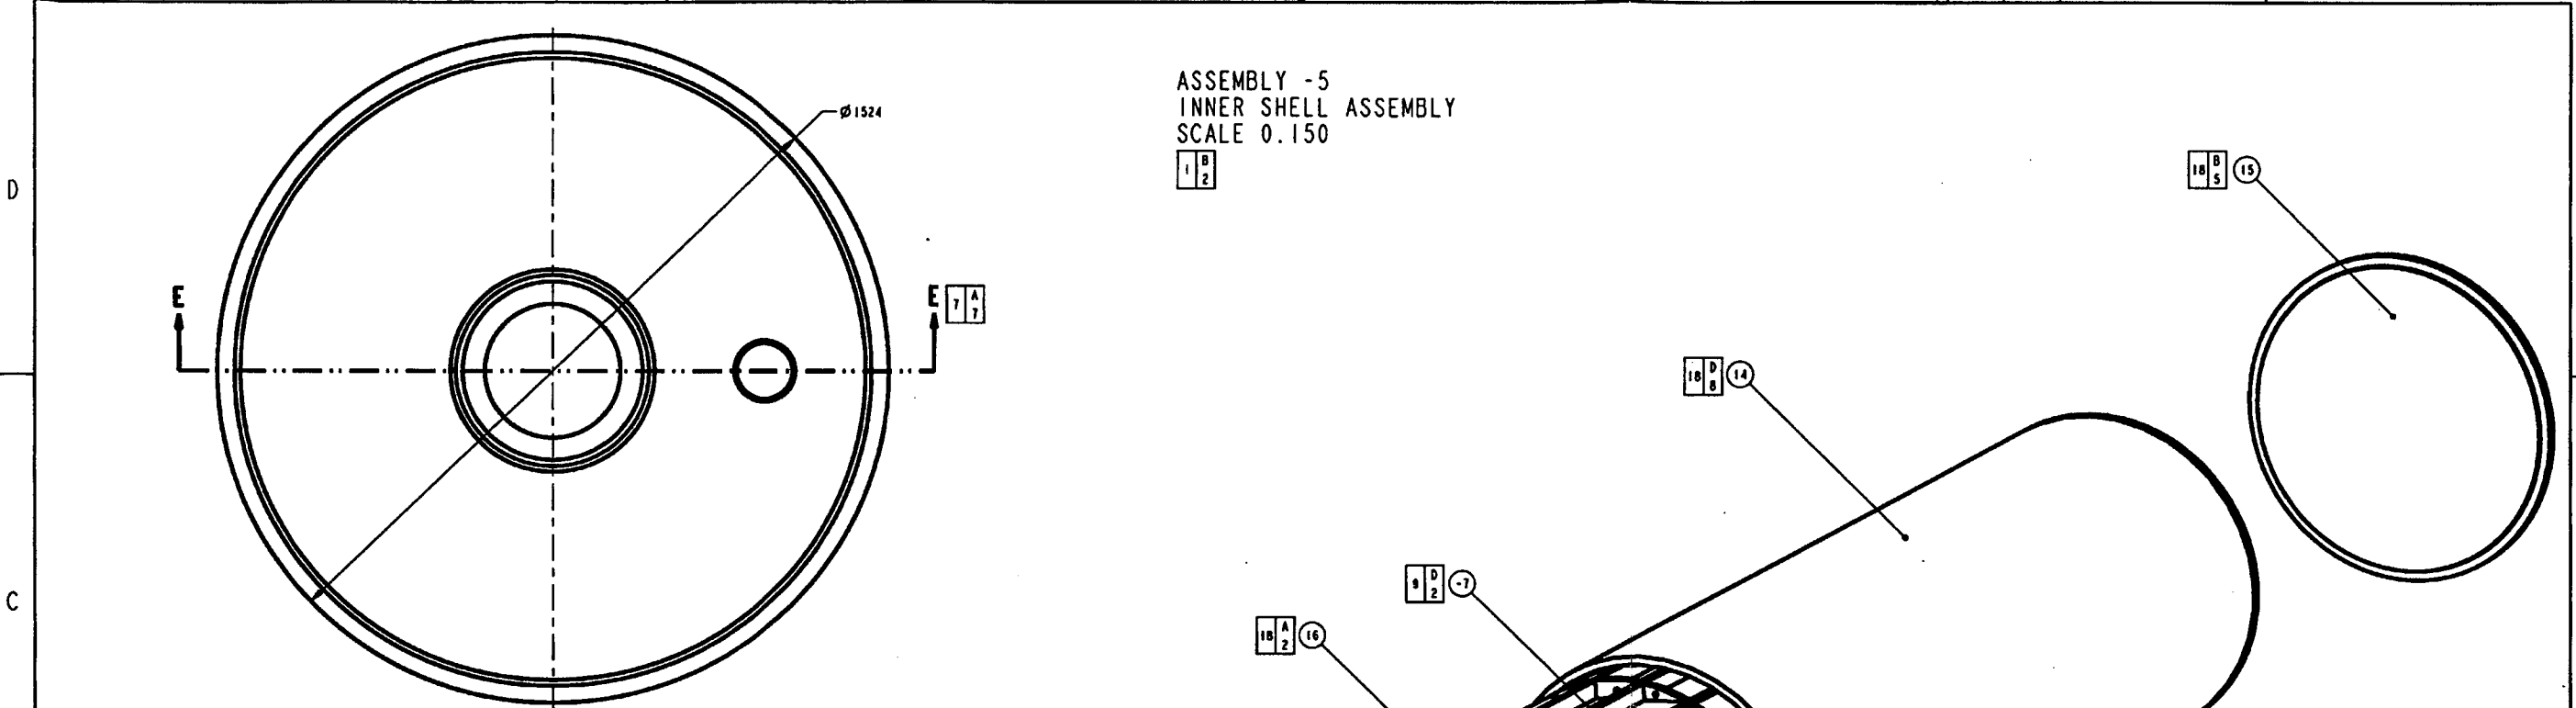 ASSEMBLY -5
INNER SHELL ASSEMBLY
SCALE 0.150
1 B 2
Ø1524
D
18 B 5 15
E
E 7 A 7
18 D 8 14
9 D 2 -7
C
18 A 2 16